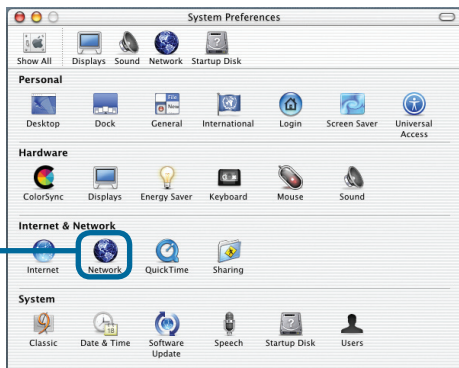 System Preferences
Show All Displays Sound Network Startup Disk
Personal
Desktop Dock General International Login Screen Saver Universal Access
Hardware
ColorSync Displays Energy Saver Keyboard Mouse Sound
Internet & Network
Internet Network QuickTime Sharing
System
18
Classic Date & Time Software Update Speech Startup Disk Users